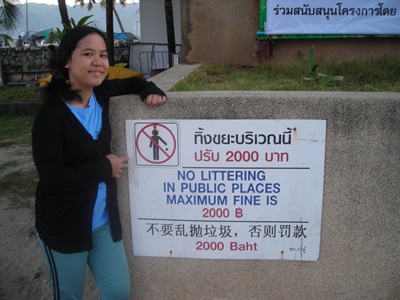 ร่วมสนับสนุนโครงการโดย
ทิ้งขยะบริเวณนี้
ปรับ 2000 บาท
NO LITTERING
IN PUBLIC PLACES
MAXIMUM FINE IS
2000 B
不要乱抛垃圾，否则罚款
2000 Baht